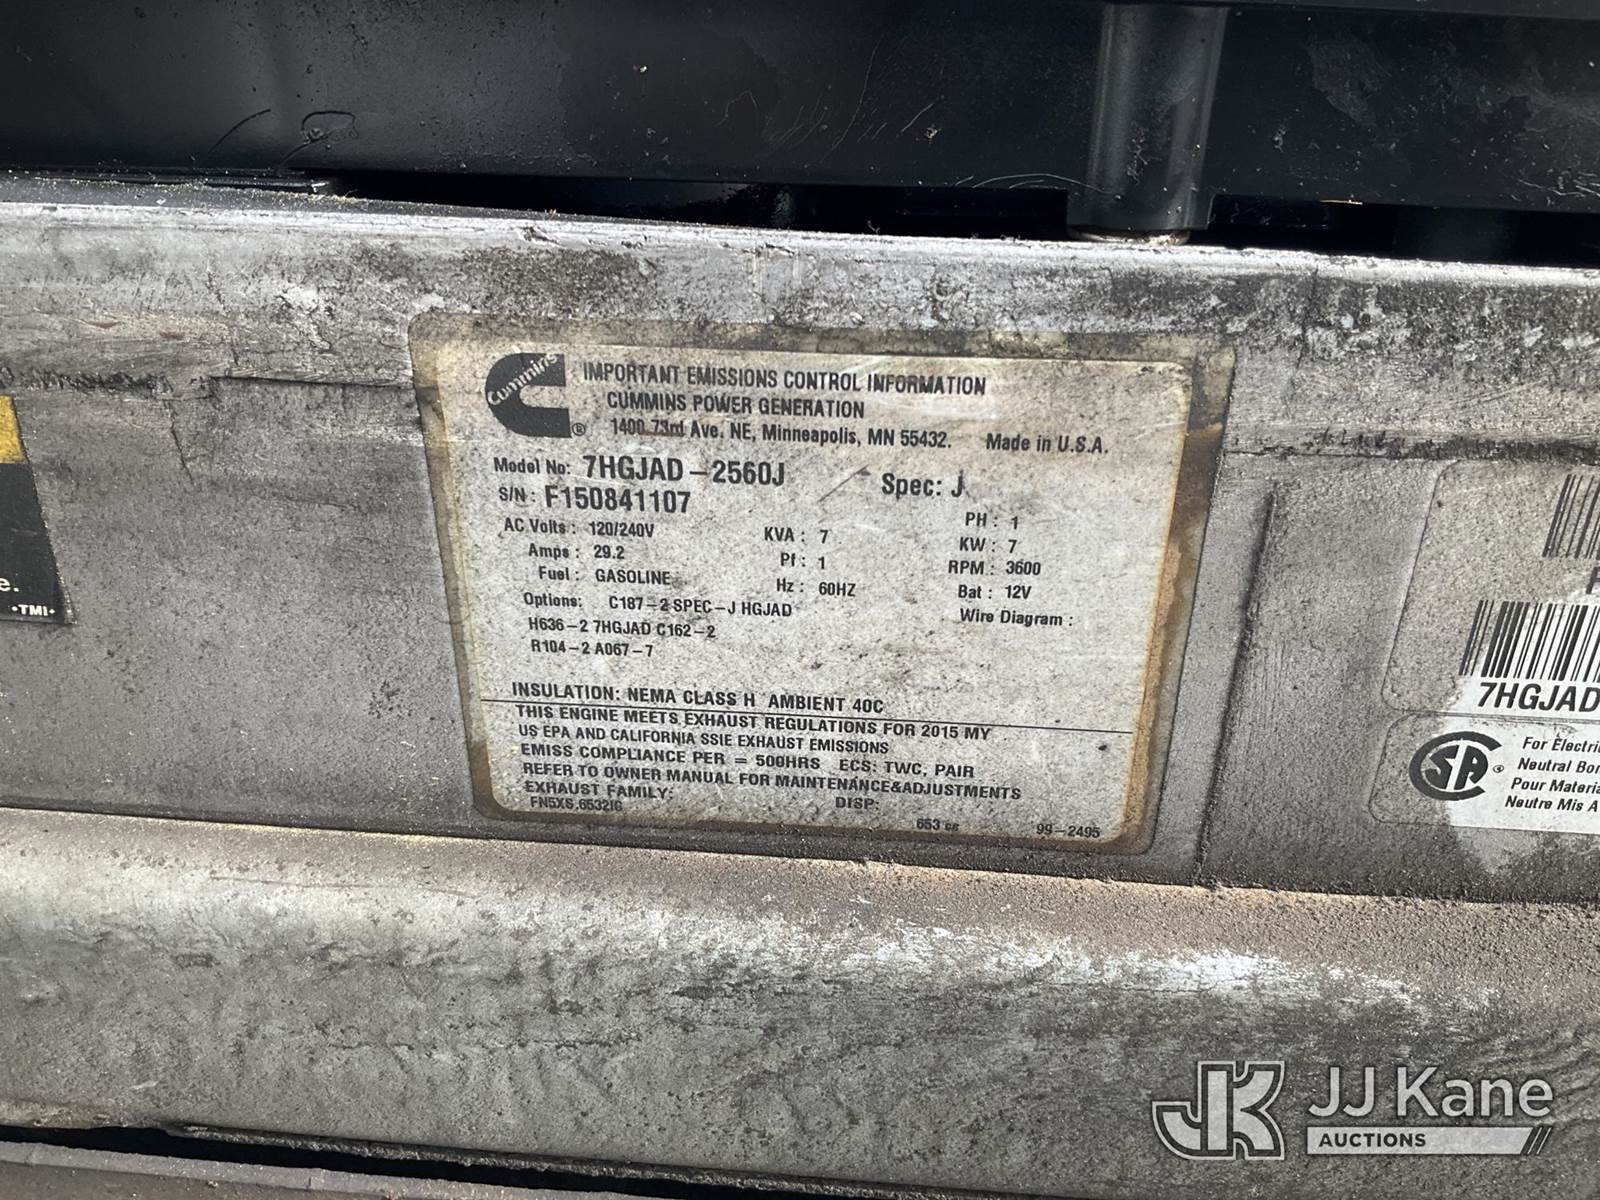 Cummins
®
IMPORTANT EMISSIONS CONTROL INFORMATION
CUMMINS POWER GENERATION
1400 73rd Ave. NE, Minneapolis, MN 55432. Made in U.S.A.
Model No: 7HGJAD-2560J Spec: J
S/N: F150841107
AC Volts: 120/240V KVA: 7 PH: 1
Amps: 29.2 Pf: 1 KW: 7
Fuel: GASOLINE Hz: 60HZ RPM: 3600
Bat: 12V
Options: C187-2 SPEC-J HGJAD Wire Diagram:
H636-2 7HGJAD C162-2
R104-2 A067-7
INSULATION: NEMA CLASS H AMBIENT 40C
THIS ENGINE MEETS EXHAUST REGULATIONS FOR 2015 MY
US EPA AND CALIFORNIA SSIE EXHAUST EMISSIONS
EMISS COMPLIANCE PER = 500HRS ECS: TWC, PAIR
REFER TO OWNER MANUAL FOR MAINTENANCE&ADJUSTMENTS
EXHAUST FAMILY: DISP:
FN5XS.6532IG 653 cc 99-2495
e.
•TMI•
7HGJAD
SA ®
For Electri
Neutral Bon
Pour Materia
Neutre Mis A
JK JJ Kane
AUCTIONS